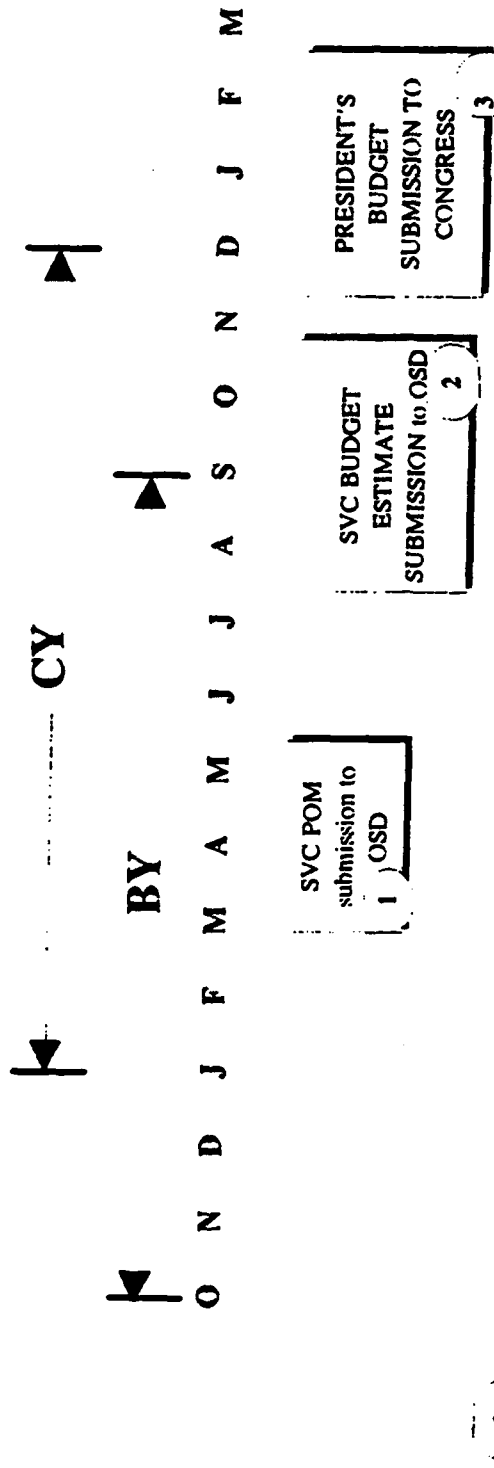 CY
BY
O N D J F M A M J J A S O N D J F M
SVC POM
submission to
OSD
1
SVC BUDGET
ESTIMATE
SUBMISSION to OSD
2
PRESIDENT'S
BUDGET
SUBMISSION TO
CONGRESS
3